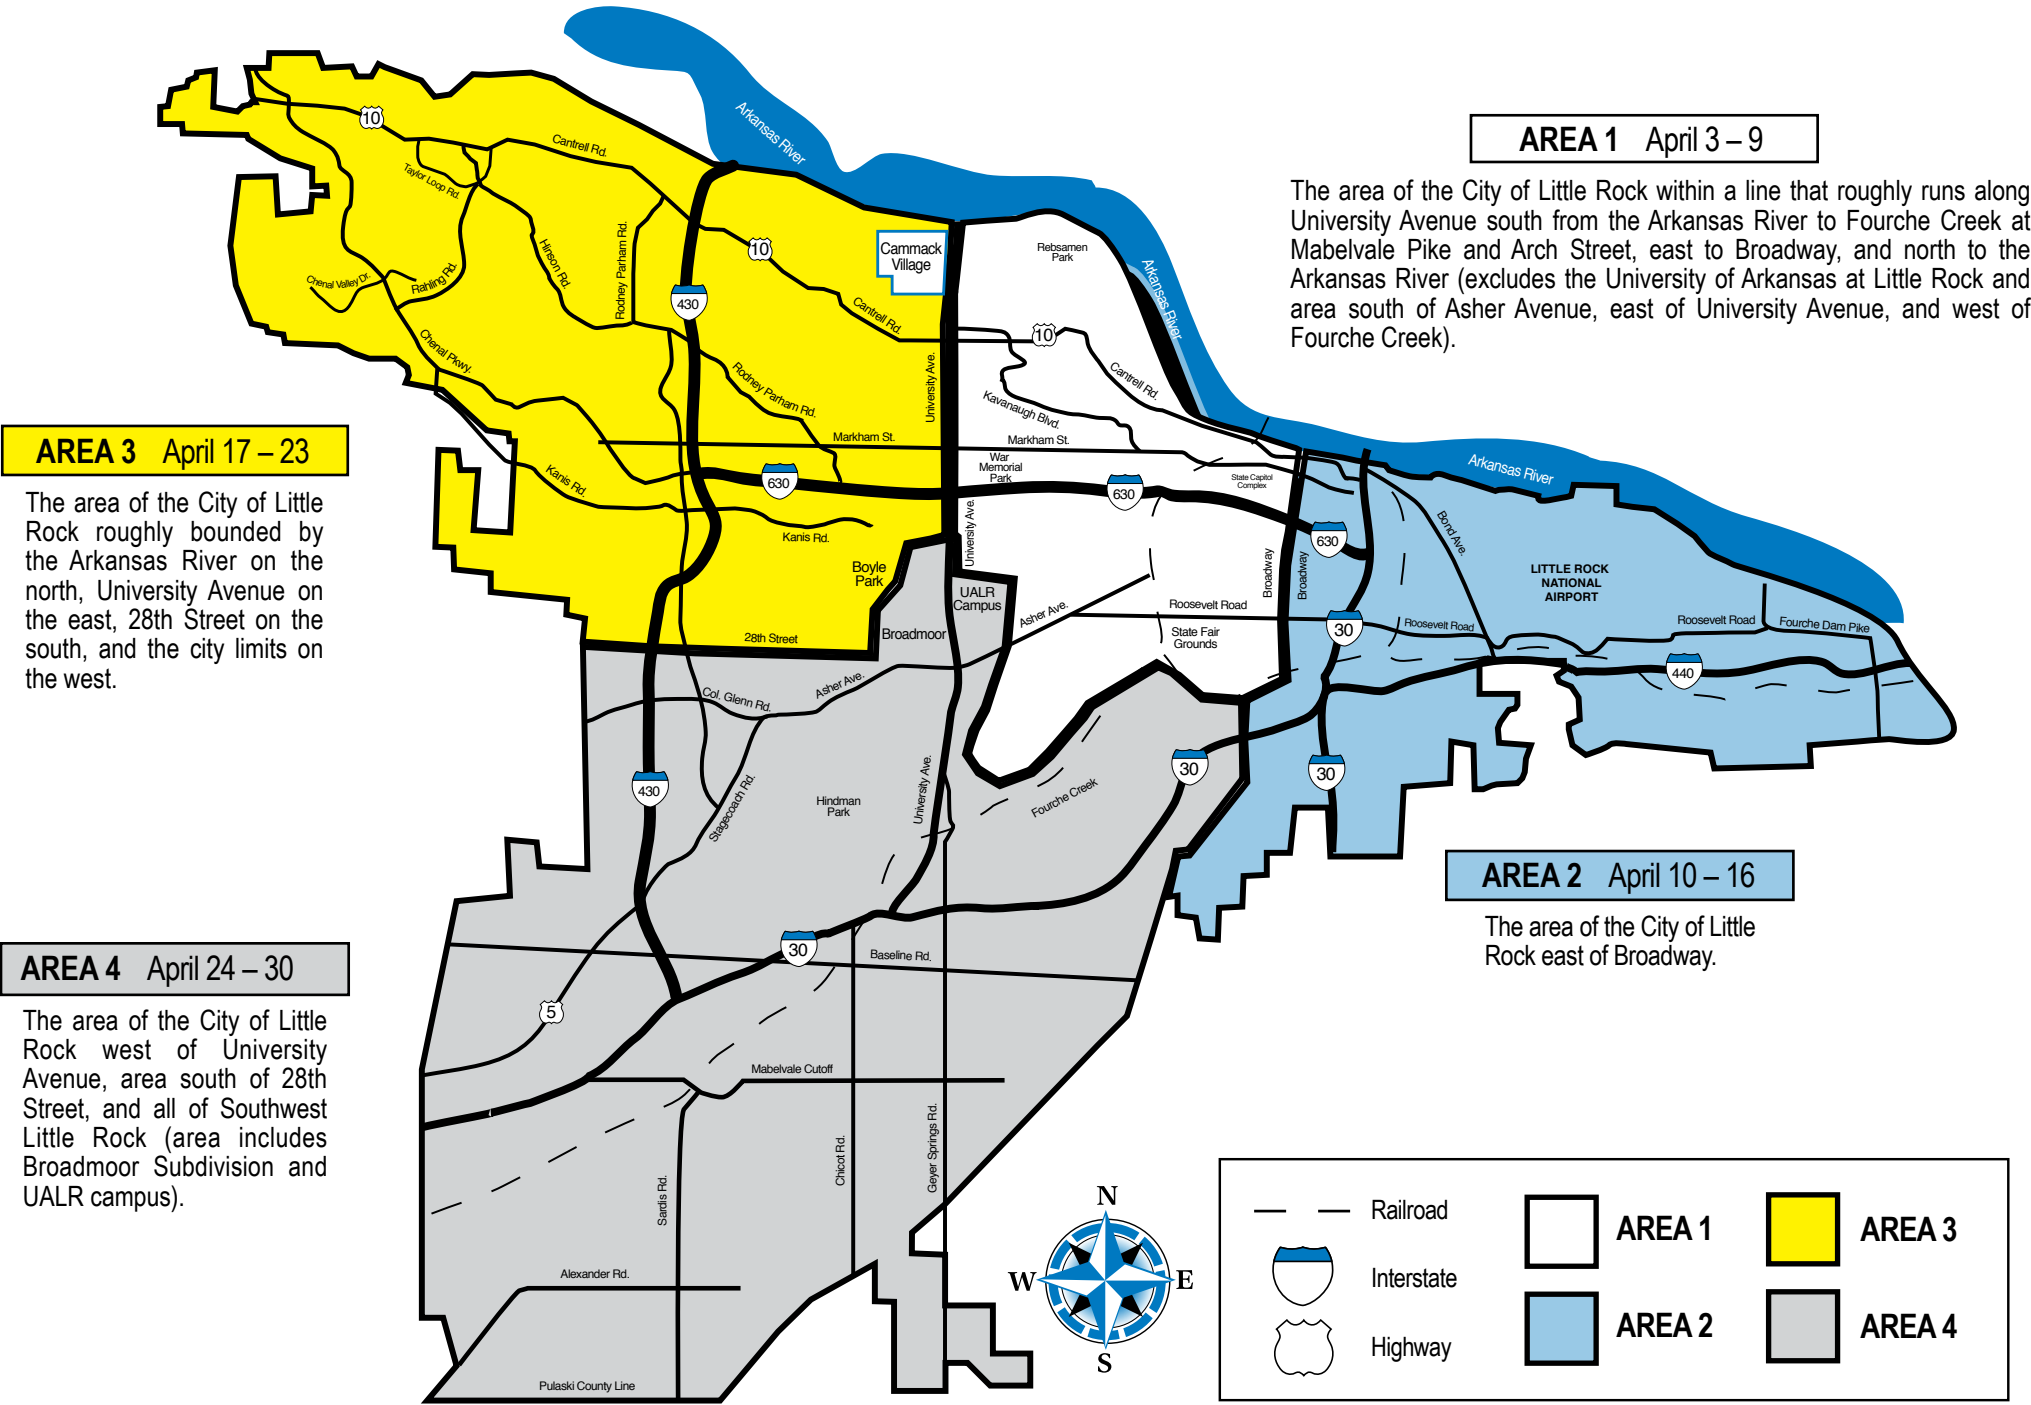 AREA 1 April 3 – 9
The area of the City of Little Rock within a line that roughly runs along
University Avenue south from the Arkansas River to Fourche Creek at
Mabelvale Pike and Arch Street, east to Broadway, and north to the
Arkansas River (excludes the University of Arkansas at Little Rock and
area south of Asher Avenue, east of University Avenue, and west of
Fourche Creek).
AREA 3 April 17 – 23
The area of the City of Little
Rock roughly bounded by
the Arkansas River on the
north, University Avenue on
the east, 28th Street on the
south, and the city limits on
the west.
AREA 4 April 24 – 30
The area of the City of Little
Rock west of University
Avenue, area south of 28th
Street, and all of Southwest
Little Rock (area includes
Broadmoor Subdivision and
UALR campus).
AREA 2 April 10 – 16
The area of the City of Little
Rock east of Broadway.
Arkansas River
10
Cantrell Rd.
Taylor Loop Rd.
Hinson Rd.
Rodney Parham Rd.
Chenal Valley Dr.
Rahling Rd.
430
10
Cammack
Village
Cantrell Rd.
Chenal Pkwy.
Rodney Parham Rd.
University Ave.
Markham St.
Kanis Rd.
630
Kanis Rd.
Boyle
Park
28th Street
Rebsamen
Park
Arkansas River
10
Cantrell Rd.
Kavanaugh Blvd.
Markham St.
War
Memorial
Park
State Capitol
Complex
630
University Ave.
Broadway
Broadway
Asher Ave.
Roosevelt Road
State Fair
Grounds
Arkansas River
Bond Ave.
630
LITTLE ROCK
NATIONAL
AIRPORT
30
Roosevelt Road
Roosevelt Road
Fourche Dam Pike
440
30
30
UALR
Campus
Broadmoor
Col. Glenn Rd.
Asher Ave.
430
Stagecoach Rd.
Hindman
Park
University Ave.
Fourche Creek
30
Baseline Rd.
5
Mabelvale Cutoff
Sardis Rd.
Chicot Rd.
Geyer Springs Rd.
Alexander Rd.
Pulaski County Line
N
W
E
S
Railroad
Interstate
Highway
AREA 1
AREA 2
AREA 3
AREA 4